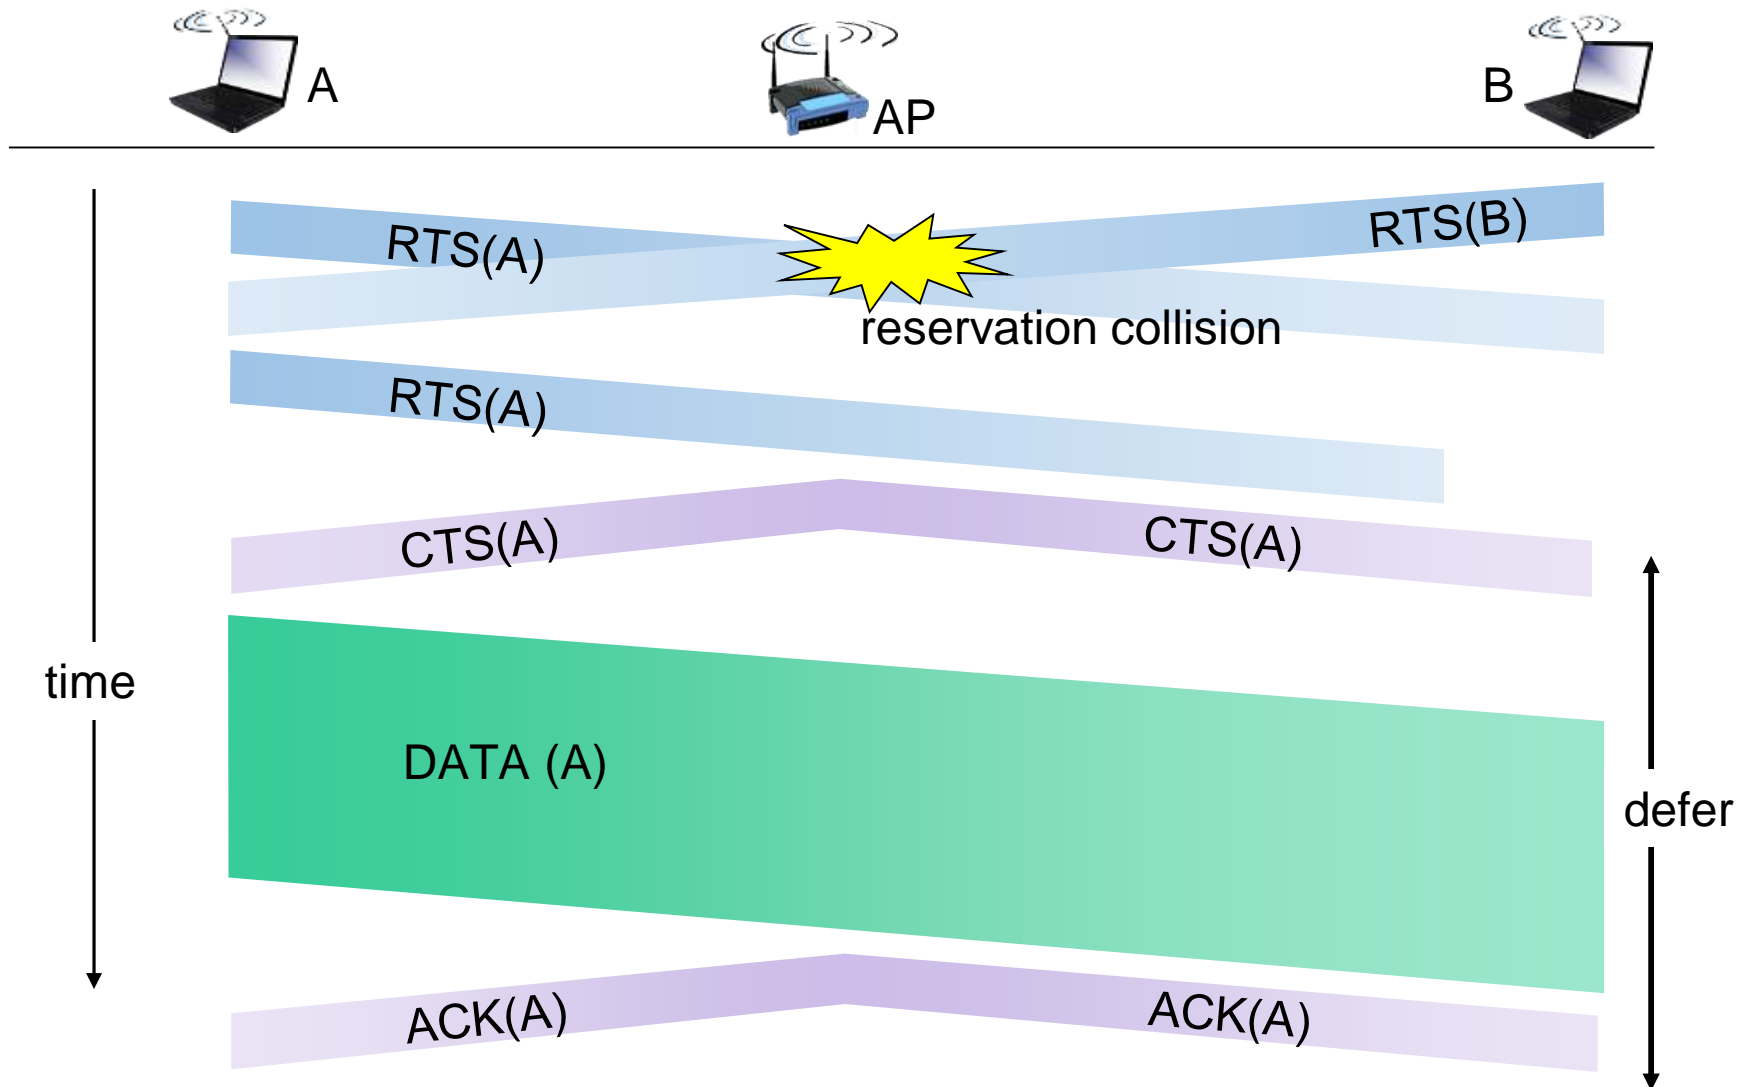 A
AP
B
RTS(A)
RTS(B)
reservation collision
RTS(A)
CTS(A)
CTS(A)
time
DATA (A)
defer
ACK(A)
ACK(A)